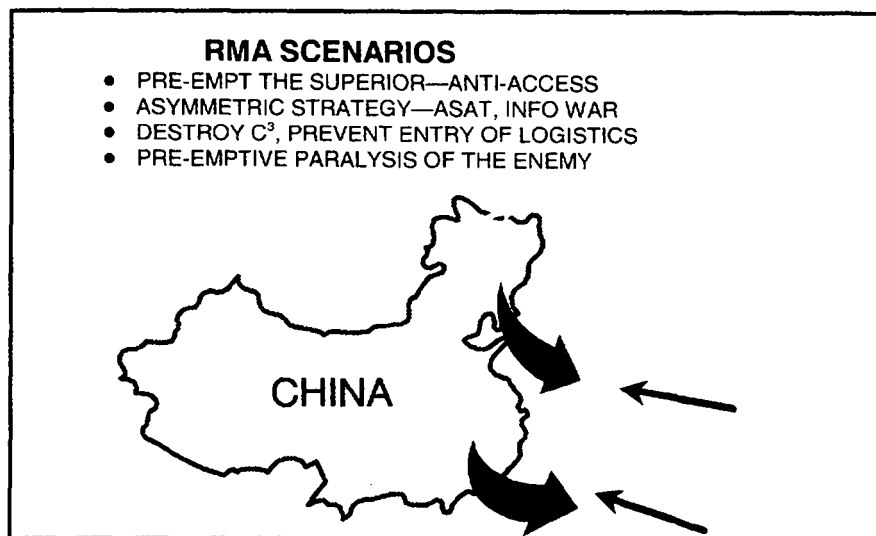 RMA SCENARIOS
• PRE-EMPT THE SUPERIOR—ANTI-ACCESS
• ASYMMETRIC STRATEGY—ASAT, INFO WAR
• DESTROY C³, PREVENT ENTRY OF LOGISTICS
• PRE-EMPTIVE PARALYSIS OF THE ENEMY
CHINA